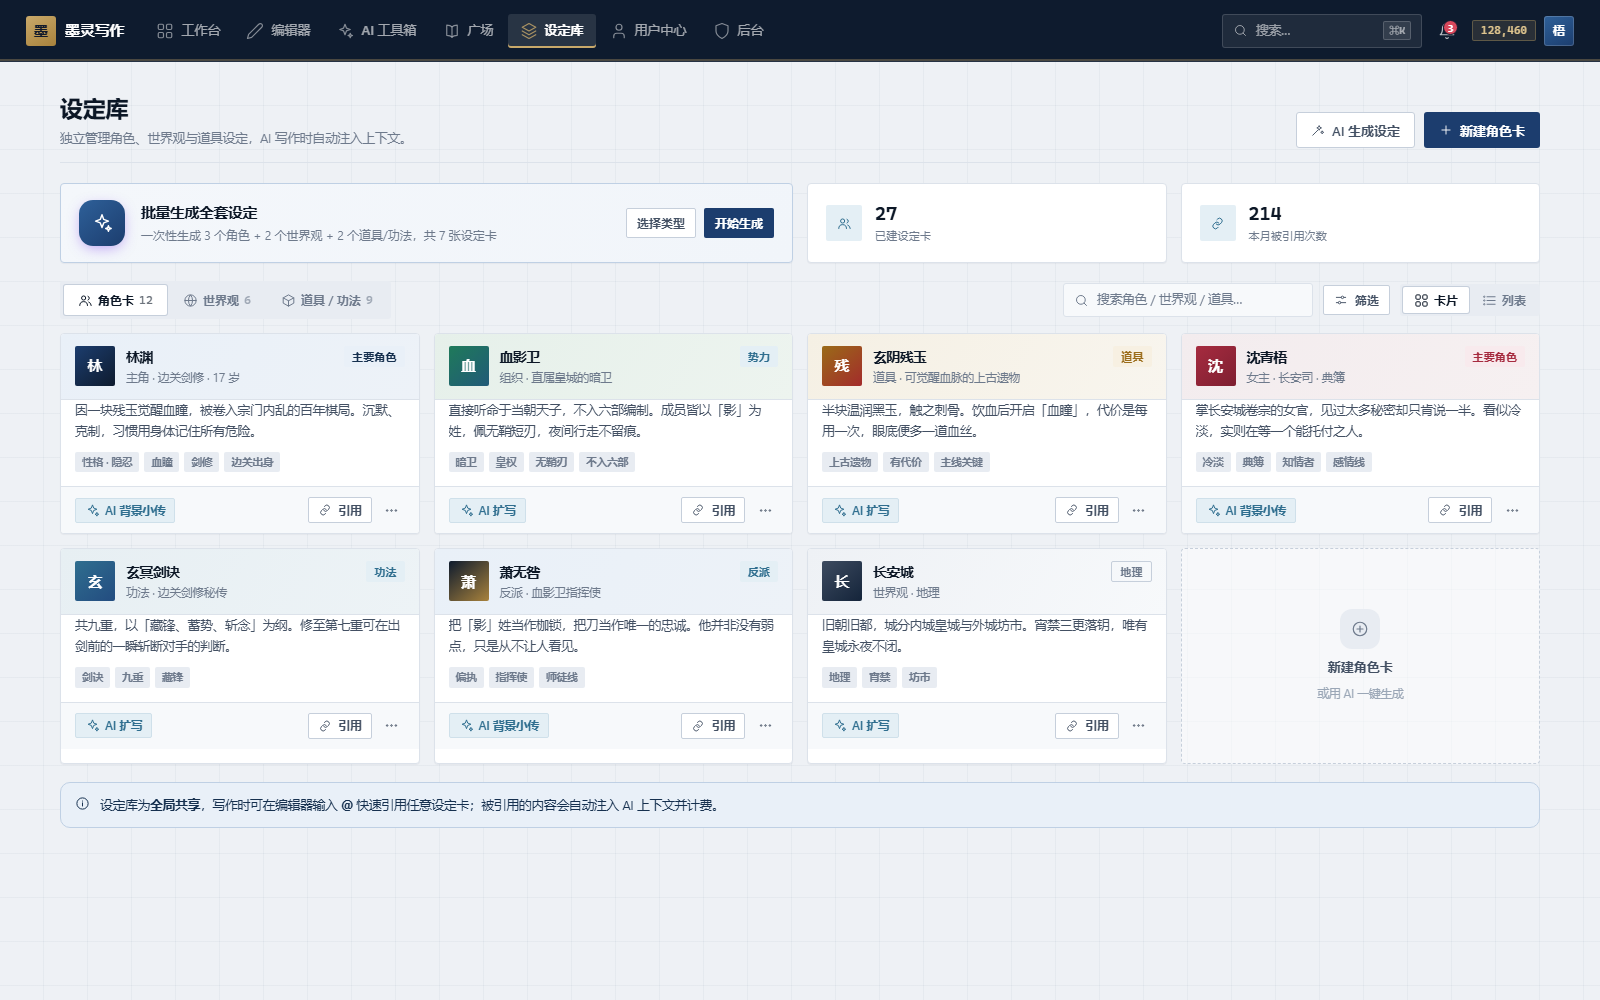 墨 墨灵写作 工作台 编辑器 AI 工具箱 广场 设定库 用户中心 后台 搜索... ⌘K 3 128,460 梧
设定库
独立管理角色、世界观与道具设定，AI 写作时自动注入上下文。
AI 生成设定 新建角色卡
批量生成全套设定
一次性生成 3 个角色 + 2 个世界观 + 2 个道具/功法，共 7 张设定卡
选择类型 开始生成
27
已建设定卡
214
本月被引用次数
角色卡 12 世界观 6 道具 / 功法 9
搜索角色 / 世界观 / 道具... 筛选 卡片 列表
林 林渊 主要角色
主角 · 边关剑修 · 17 岁
因一块残玉觉醒血瞳，被卷入宗门内乱的百年棋局。沉默、
克制，习惯用身体记住所有危险。
性格 · 隐忍 血瞳 剑修 边关出身
AI 背景小传 引用
血 血影卫 势力
组织 · 直属皇城的暗卫
直接听命于当朝天子，不入六部编制。成员皆以「影」为
姓，佩无鞘短刃，夜间行走不留痕。
暗卫 皇权 无鞘刃 不入六部
AI 扩写 引用
残 玄阴残玉 道具
道具 · 可觉醒血脉的上古遗物
半块温润黑玉，触之刺骨。饮血后开启「血瞳」，代价是每
用一次，眼底便多一道血丝。
上古遗物 有代价 主线关键
AI 扩写 引用
沈 沈青梧 主要角色
女主 · 长安司 · 典簿
掌长安城卷宗的女官，见过太多秘密却只肯说一半。看似冷
淡，实则在等一个能托付之人。
冷淡 典簿 知情者 感情线
AI 背景小传 引用
玄 玄冥剑诀 功法
功法 · 边关剑修秘传
共九重，以「藏锋、蓄势、斩念」为纲。修至第七重可在出
剑前的一瞬斩断对手的判断。
剑诀 九重 藏锋
AI 扩写 引用
萧 萧无咎 反派
反派 · 血影卫指挥使
把「影」姓当作枷锁，把刀当作唯一的忠诚。他并非没有弱
点，只是从不让人看见。
偏执 指挥使 师徒线
AI 背景小传 引用
长 长安城 地理
世界观 · 地理
旧朝旧都，城分内城皇城与外城坊市。宵禁三更落钥，唯有
皇城永夜不闭。
地理 宵禁 坊市
AI 扩写 引用
新建角色卡
或用 AI 一键生成
设定库为全局共享，写作时可在编辑器输入 @ 快速引用任意设定卡；被引用的内容会自动注入 AI 上下文并计费。